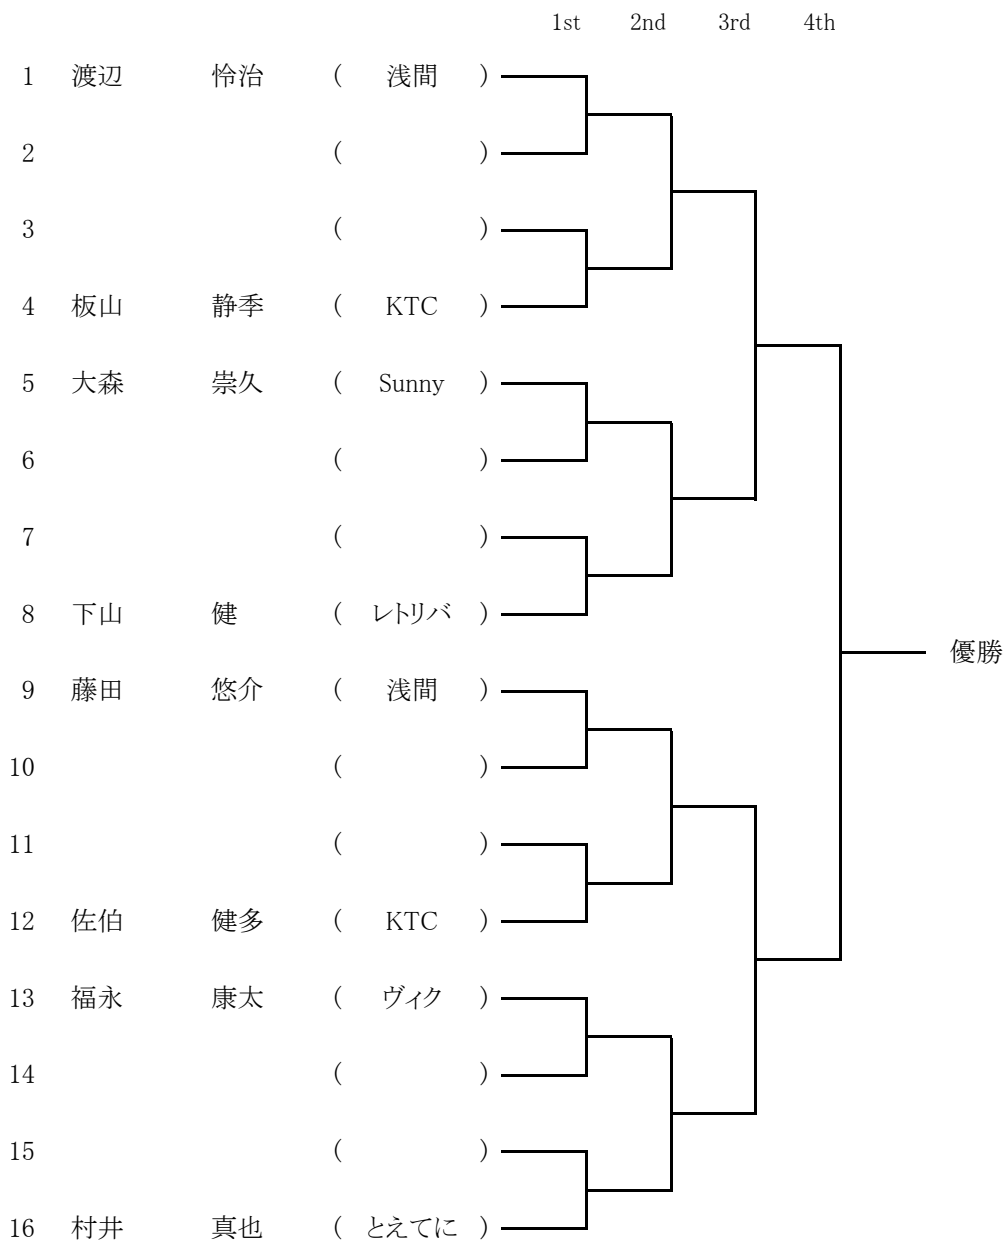 1st 2nd 3rd 4th
1 渡辺 怜治 ( 浅間 )
2 ( )
3 ( )
4 板山 静季 ( KTC )
5 大森 崇久 ( Sunny )
6 ( )
7 ( )
8 下山 健 ( レトリバ )
優勝
9 藤田 悠介 ( 浅間 )
10 ( )
11 ( )
12 佐伯 健多 ( KTC )
13 福永 康太 ( ヴィク )
14 ( )
15 ( )
16 村井 真也 ( とえてに )